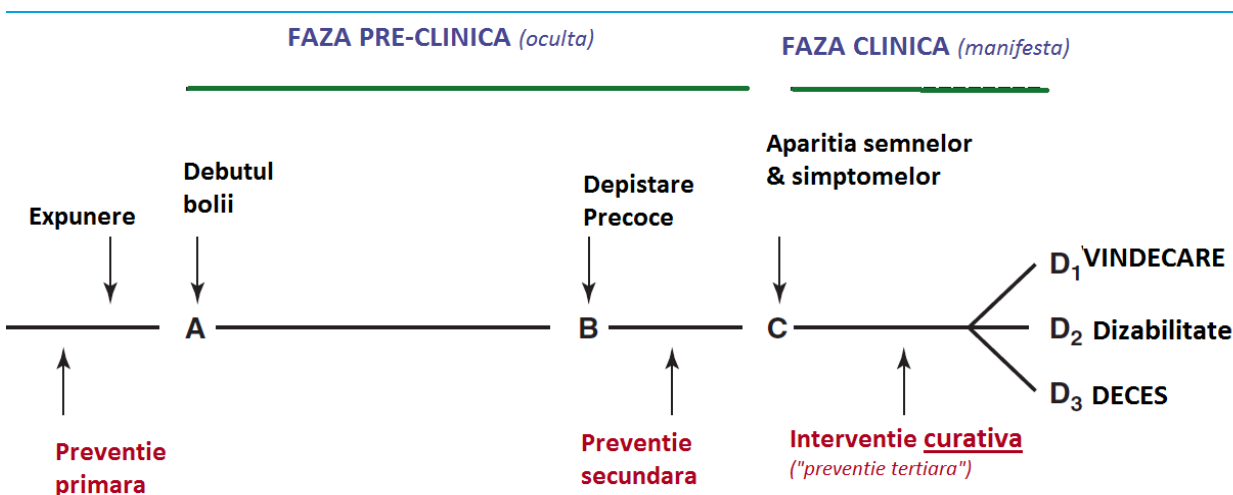 FAZA PRE-CLINICA (oculta)
FAZA CLINICA (manifesta)
Expunere
Debutul
bolii
Depistare
Precoce
Aparitia semnelor
& simptomelor
A
B
C
D1 VINDECARE
D2 Dizabilitate
D3 DECES
Preventie
primara
Preventie
secundara
Interventie curativa
("preventie tertiara")